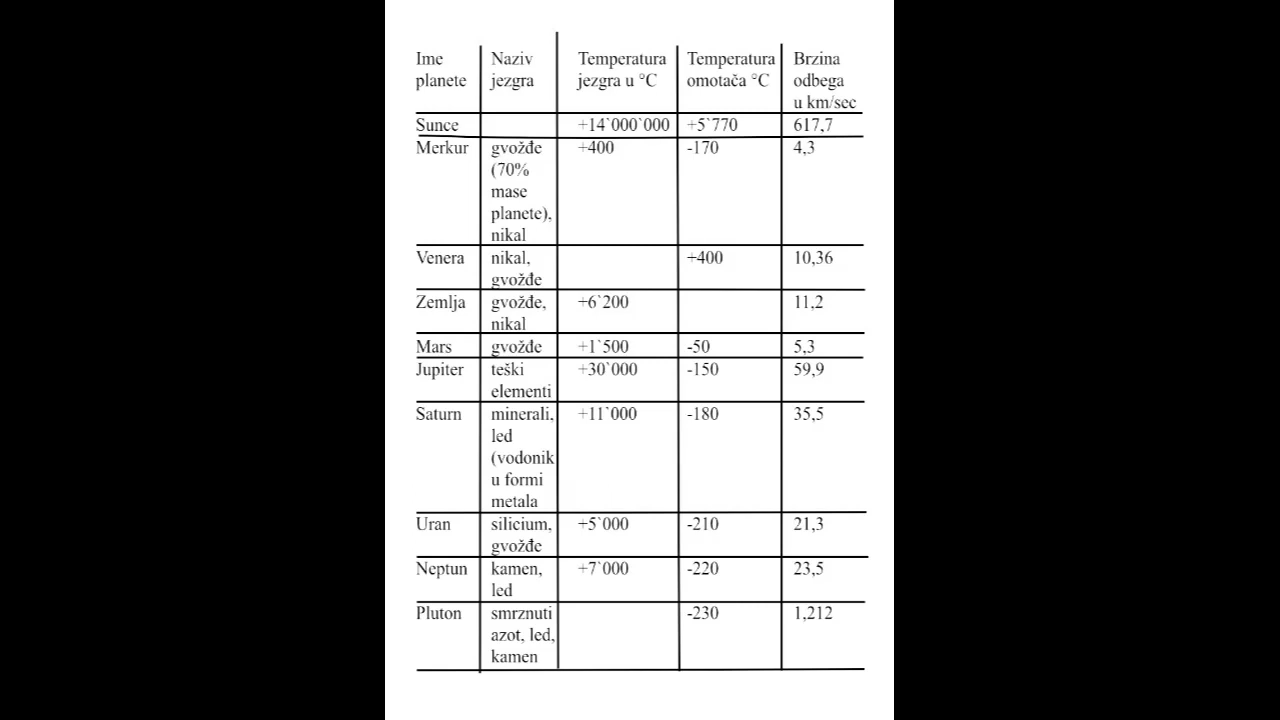 Ime planete | Naziv jezgra | Temperatura jezgra u °C | Temperatura omotača °C | Brzina odbega u km/sec
Sunce | | +14`000`000 | +5`770 | 617,7
Merkur | gvožđe (70% mase planete), nikal | +400 | -170 | 4,3
Venera | nikal, gvožđe | | +400 | 10,36
Zemlja | gvožđe, nikal | +6`200 | | 11,2
Mars | gvožđe | +1`500 | -50 | 5,3
Jupiter | teški elementi | +30`000 | -150 | 59,9
Saturn | minerali, led (vodonik u formi metala | +11`000 | -180 | 35,5
Uran | silicium, gvožđe | +5`000 | -210 | 21,3
Neptun | kamen, led | +7`000 | -220 | 23,5
Pluton | smrznuti azot, led, kamen | | -230 | 1,212